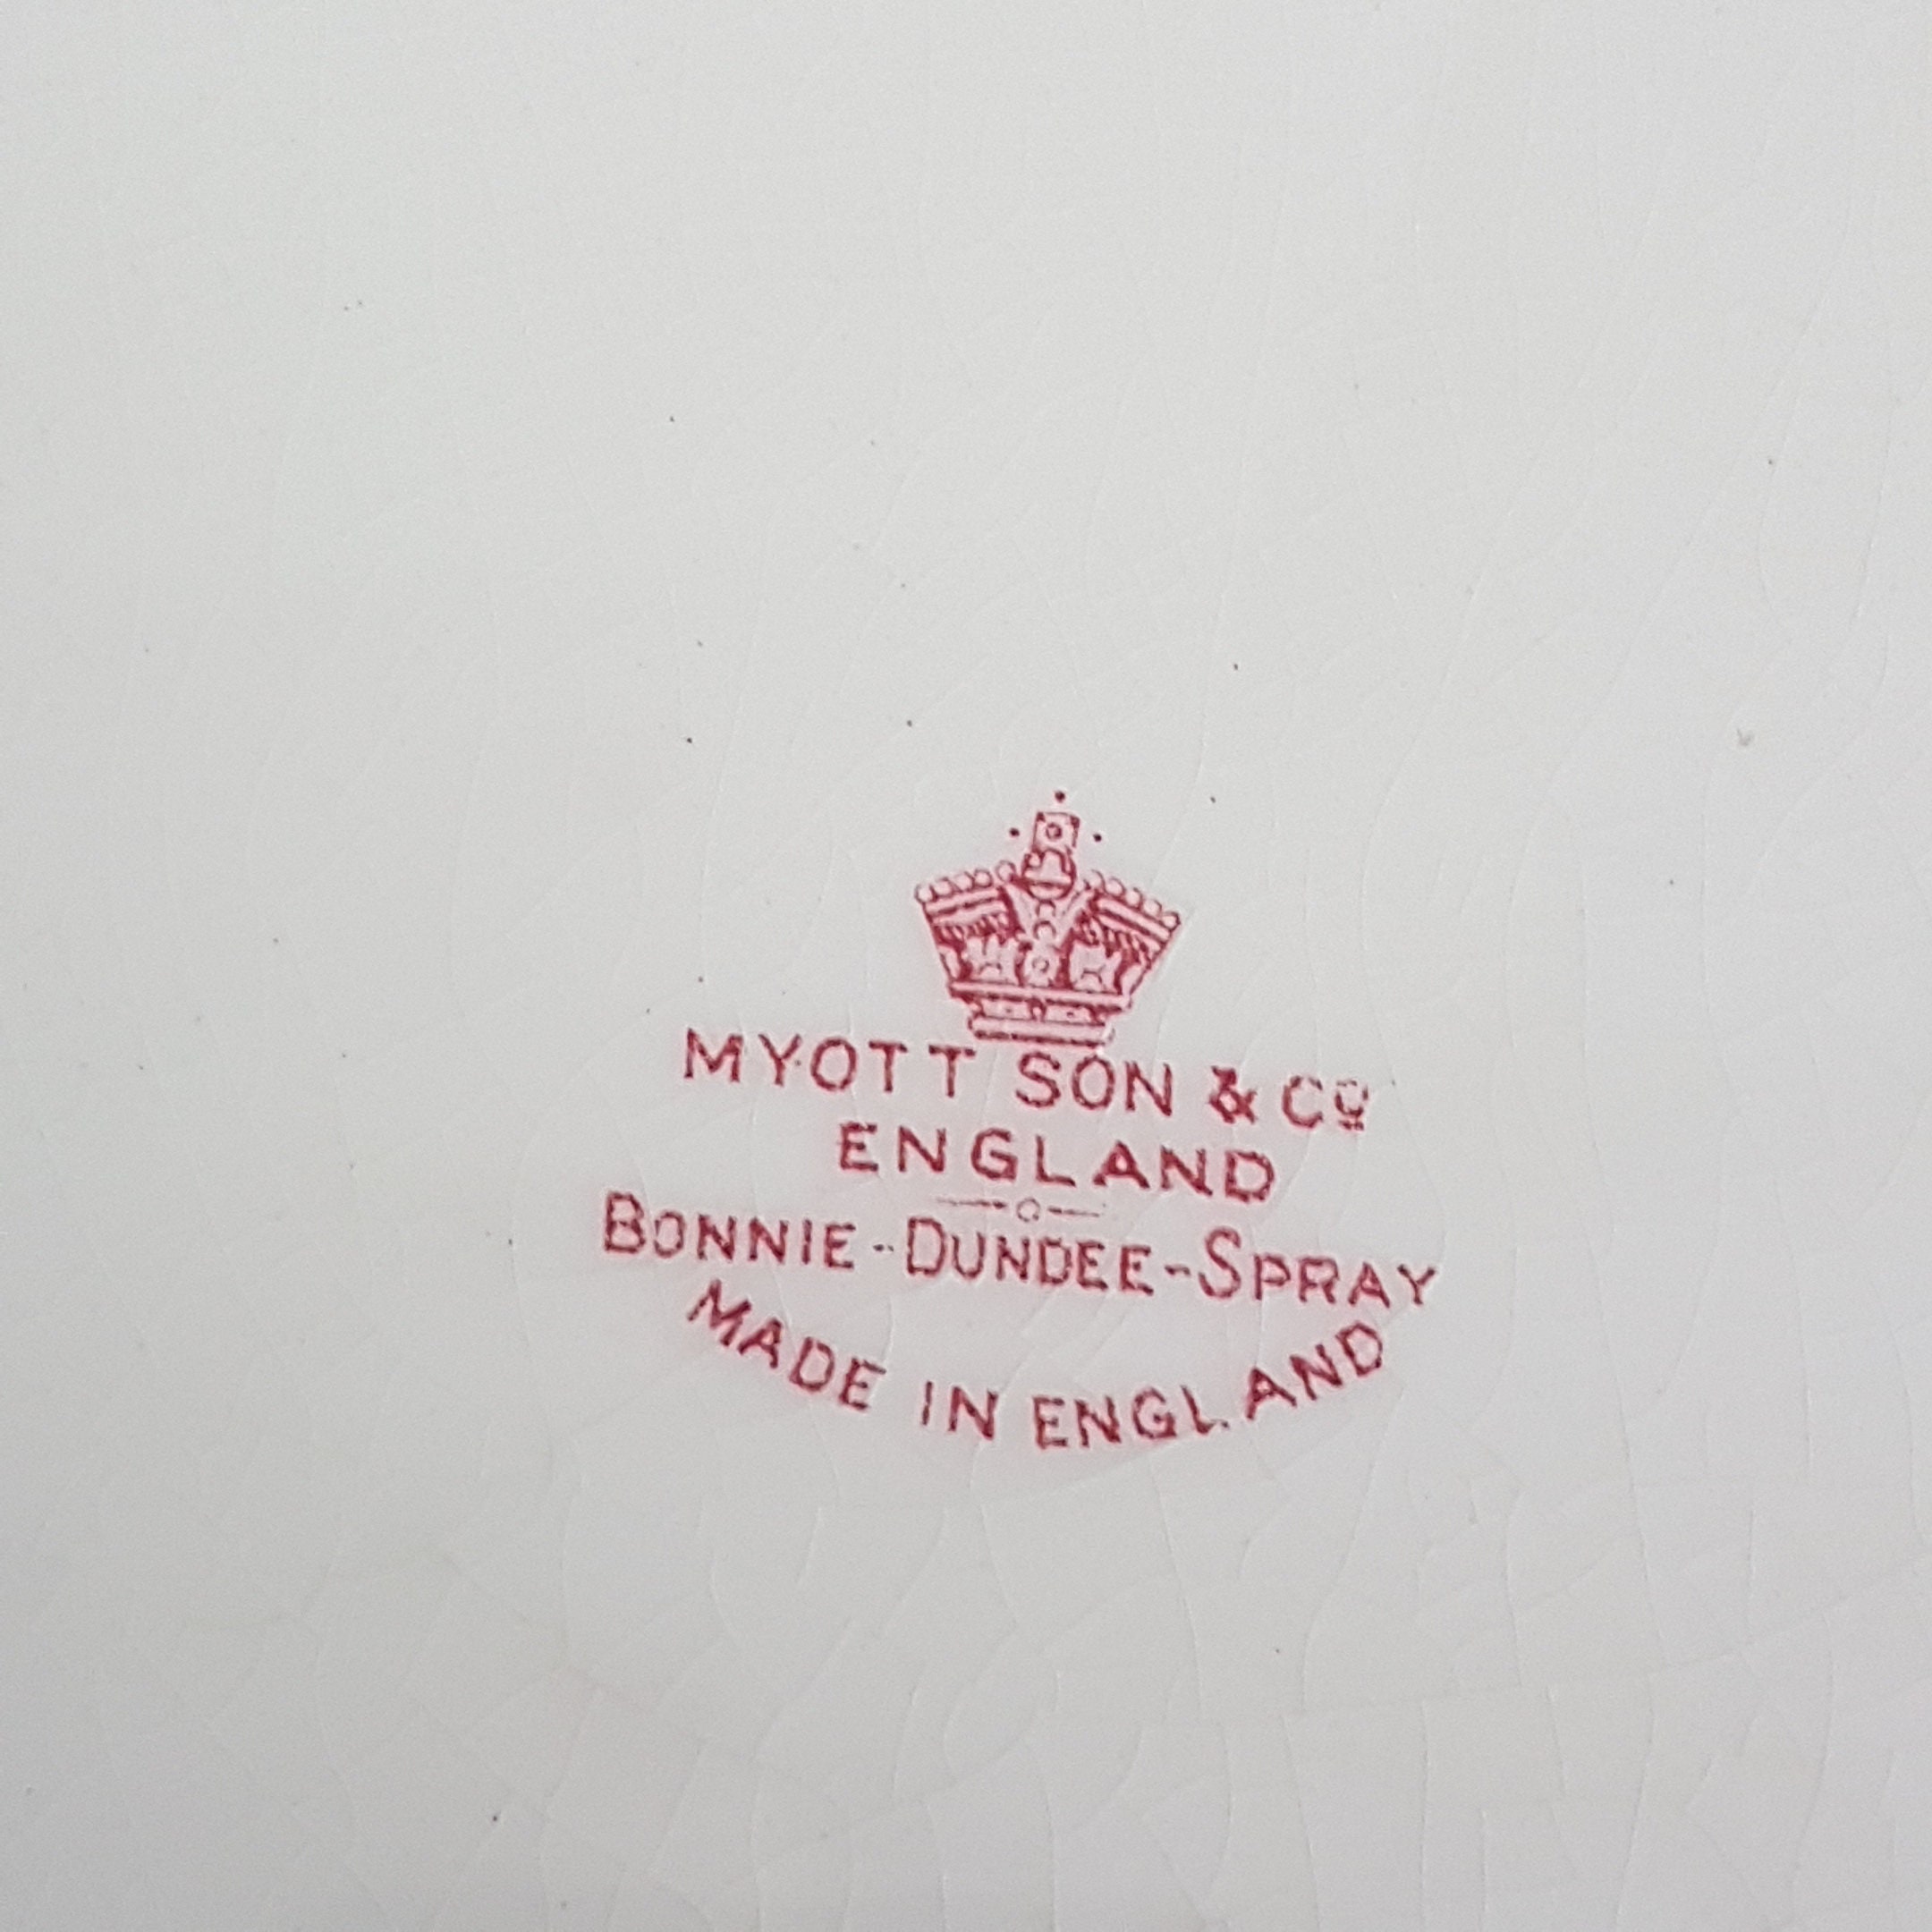 MYOTT SON & Cº
ENGLAND
BONNIE-DUNDEE-SPRAY
MADE IN ENGLAND